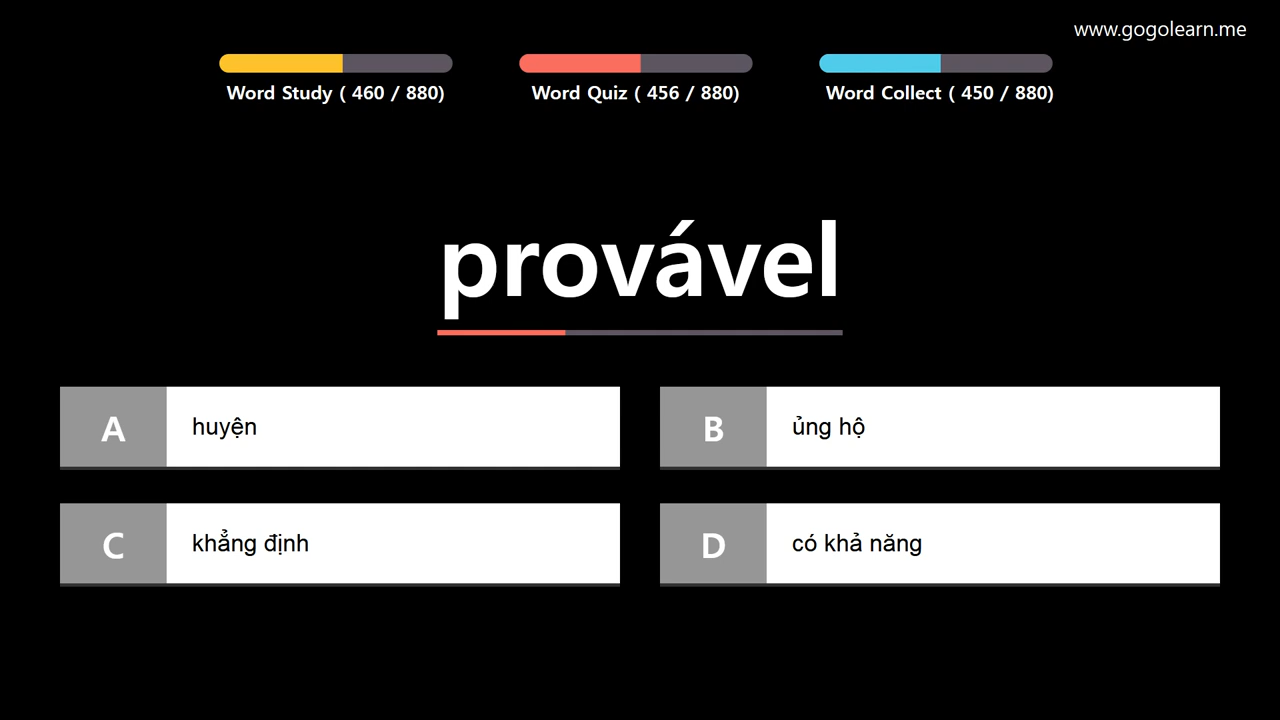 www.gogolearn.me
Word Study ( 460 / 880)
Word Quiz ( 456 / 880)
Word Collect ( 450 / 880)
provável
A huyện
B ủng hộ
C khẳng định
D có khả năng